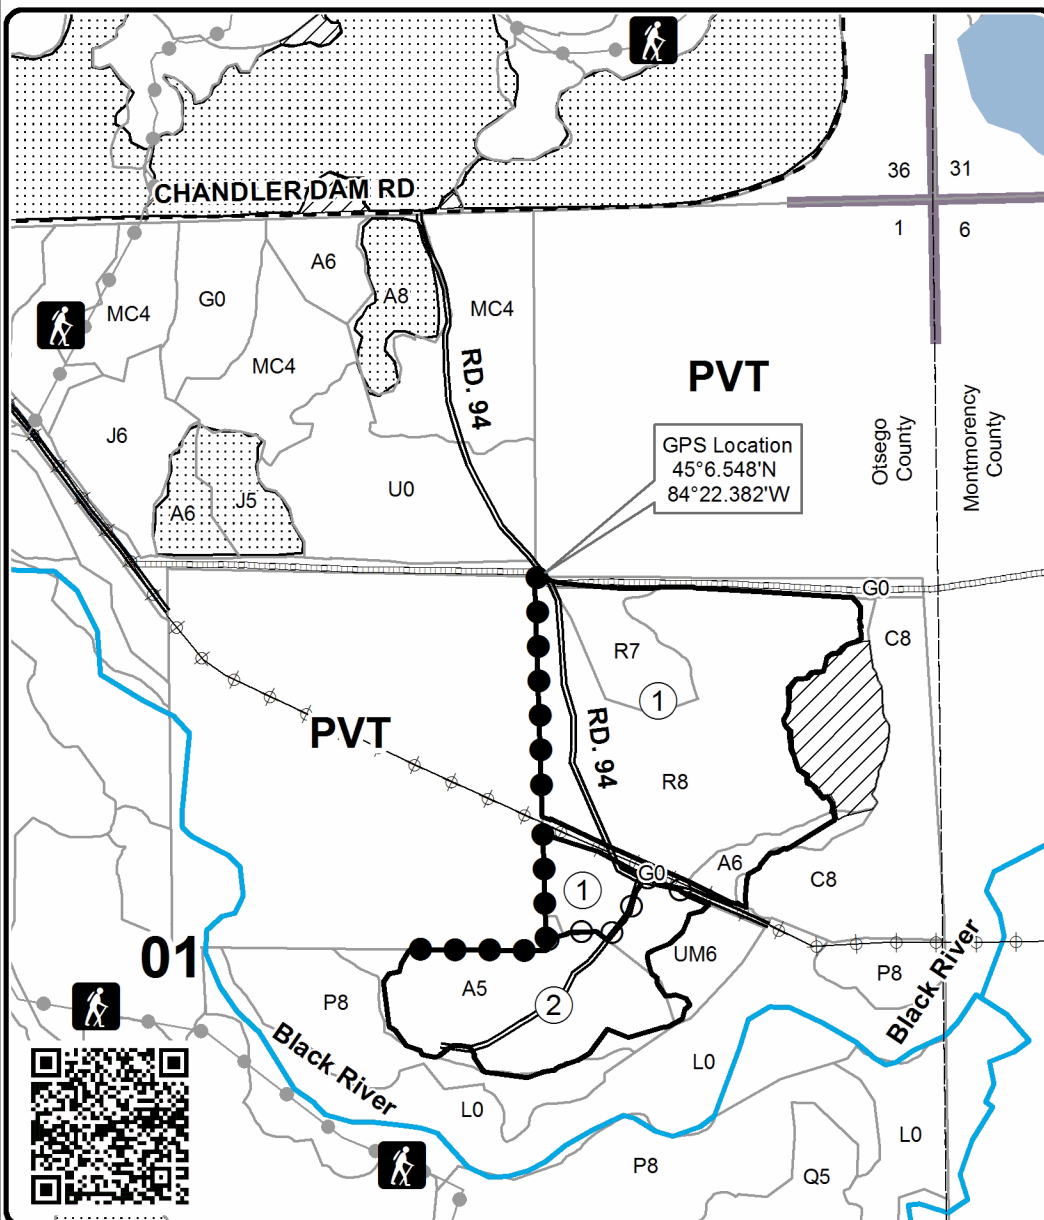 36
31
CHANDLER DAM RD
1
6
A6
MC4
G0
A8
MC4
MC4
RD. 94
PVT
Otsego
County
Montmorency
County
J6
GPS Location
45°6.548'N
84°22.382'W
U0
A6
J5
G0
R7
C8
1
PVT
RD. 94
R8
A6
G0
C8
1
01
UM6
P8
A5
P8
2
Black River
Black River
L0
L0
L0
P8
Q5